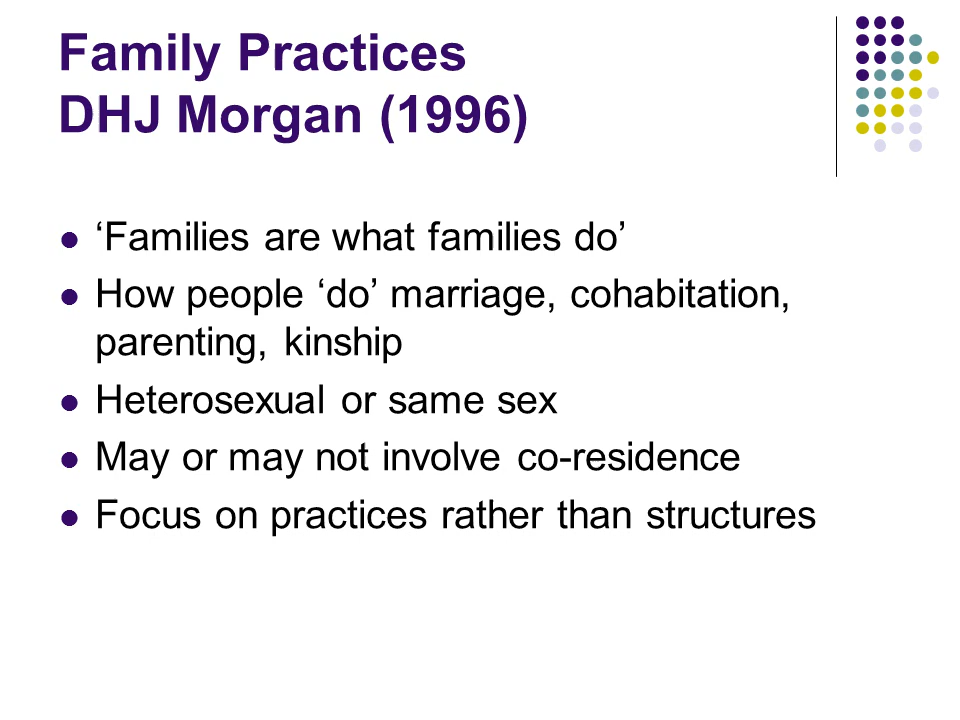 Family Practices
DHJ Morgan (1996)
‘Families are what families do’
How people ‘do’ marriage, cohabitation,
parenting, kinship
Heterosexual or same sex
May or may not involve co-residence
Focus on practices rather than structures